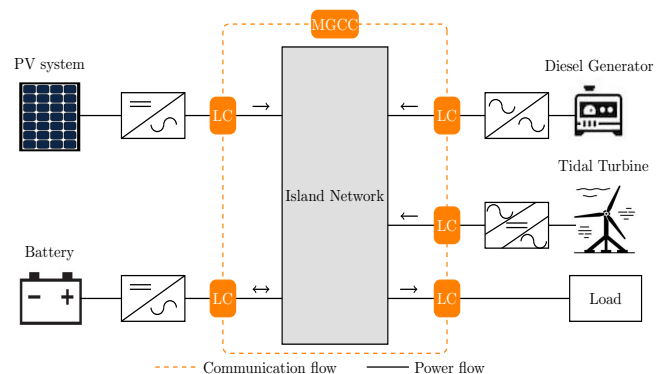 MGCC
PV system
Diesel Generator
LC
LC
Tidal Turbine
Island Network
LC
Battery
LC
LC
Load
Communication flow
Power flow